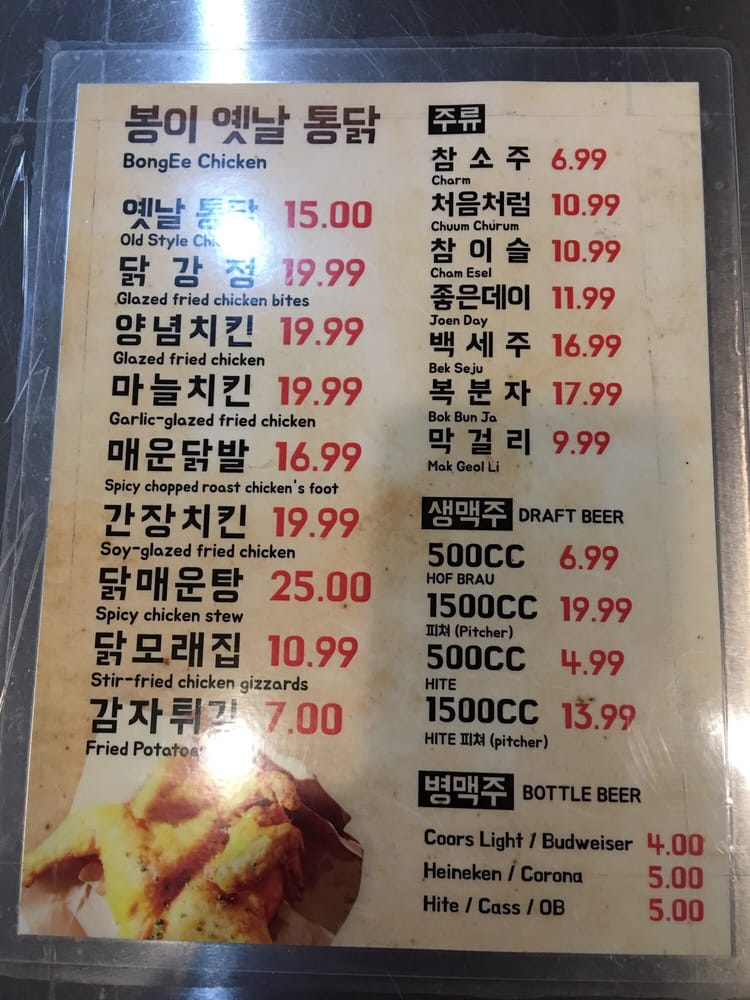 봉이 옛날 통닭
BongEe Chicken
옛날 통닭 15.00
Old Style
닭 강 정 19.99
Glazed fried chicken bites
양념치킨 19.99
Glazed fried chicken
마늘치킨 19.99
Garlic-glazed fried chicken
매운닭발 16.99
Spicy chopped roast chicken's foot
간장치킨 19.99
Soy-glazed fried chicken
닭매운탕 25.00
Spicy chicken stew
닭모래집 10.99
Stir-fried chicken gizzards
감자튀김 7.00
Fried Potatoes
주류
참 소 주 6.99
Charm
처음처럼 10.99
Chuum Churum
참 이 슬 10.99
Cham Esel
좋은데이 11.99
Joen Day
백 세 주 16.99
Bek Seju
복 분 자 17.99
Bok Bun Ja
막 걸 리 9.99
Mak Geol Li
생맥주 DRAFT BEER
500CC 6.99
HOF BRAU
1500CC 19.99
피쳐 (Pitcher)
500CC 4.99
HITE
1500CC 13.99
HITE 피쳐 (pitcher)
병맥주 BOTTLE BEER
Coors Light / Budweiser 4.00
Heineken / Corona 5.00
Hite / Cass / OB 5.00